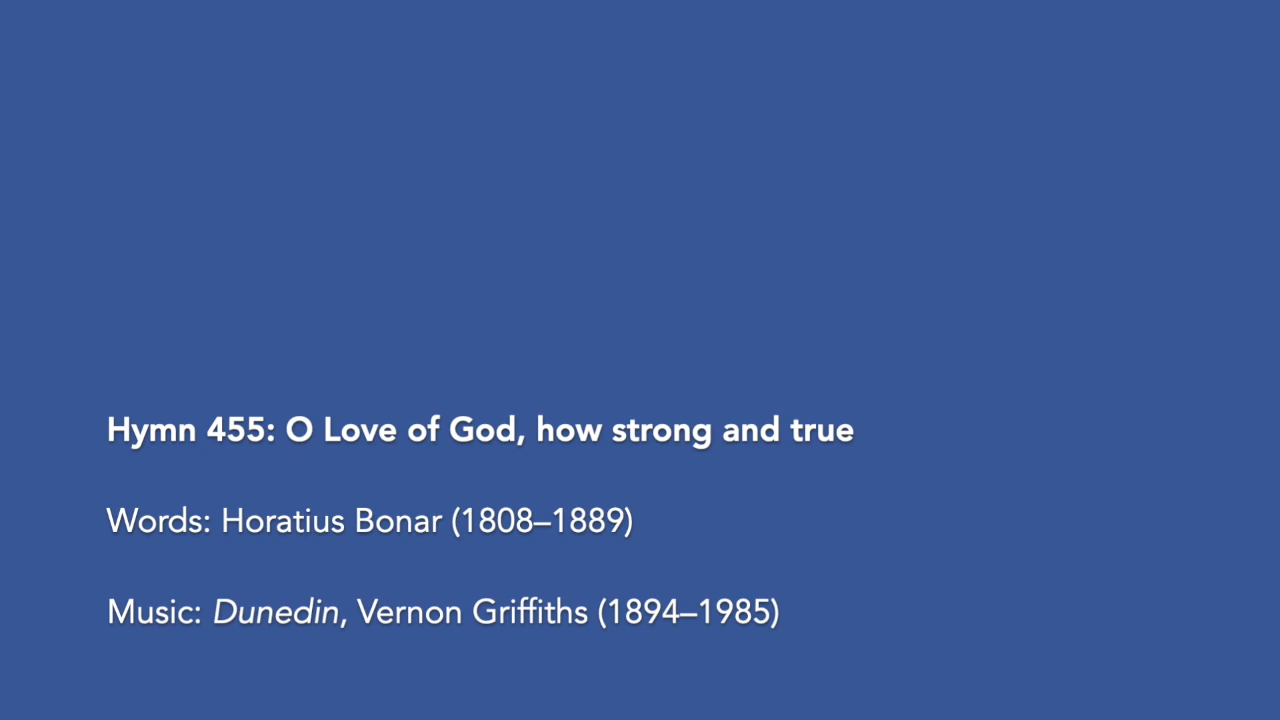 Hymn 455: O Love of God, how strong and true
Words: Horatius Bonar (1808–1889)
Music: Dunedin, Vernon Griffiths (1894–1985)